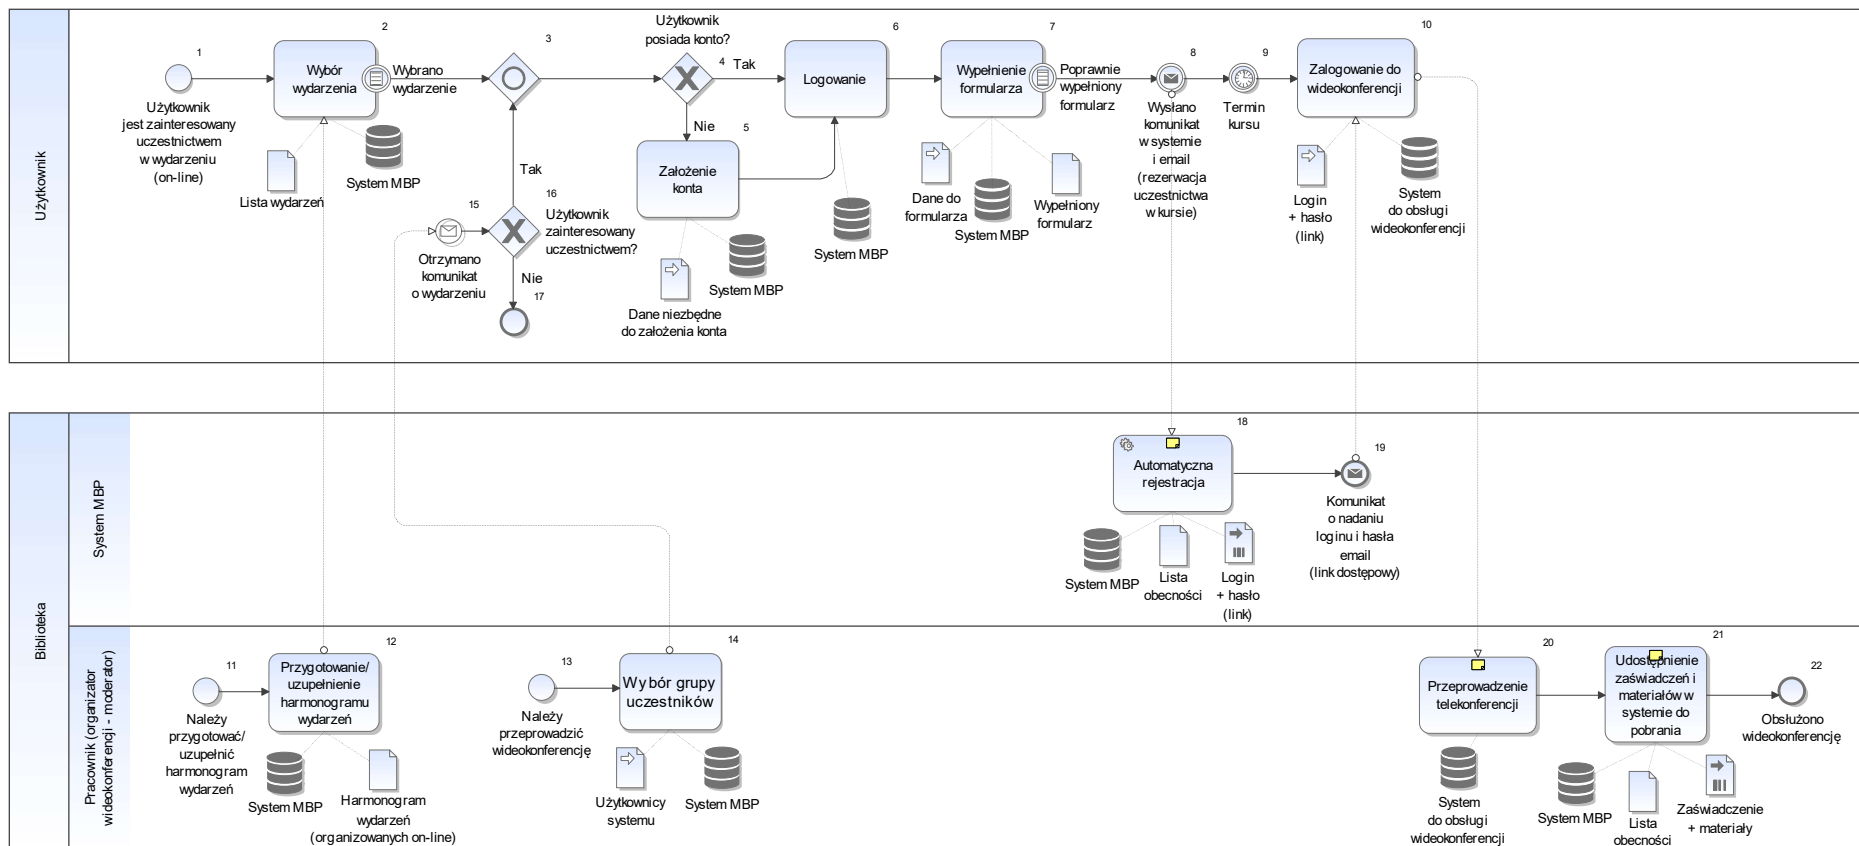 Użytkownik
1
Użytkownik
jest zainteresowany
uczestnictwem
w wydarzeniu
(on-line)
2
Wybór
wydarzenia
Wybrano
wydarzenie
Lista wydarzeń
System MBP
3
Użytkownik
posiada konto?
4
Tak
Nie
5
Założenie
konta
Dane niezbędne
do założenia konta
System MBP
6
Logowanie
System MBP
7
Wypełnienie
formularza
Poprawnie
wypełniony
formularz
Dane do
formularza
System MBP
Wypełniony
formularz
8
Wysłano
komunikat
w systemie
i email
(rezerwacja
uczestnictwa
w kursie)
9
Termin
kursu
10
Zalogowanie do
wideokonferencji
Login
+ hasło
(link)
System
do obsługi
wideokonferencji
15
Otrzymano
komunikat
o wydarzeniu
Tak
16
Użytkownik
zainteresowany
uczestnictwem?
Nie
17
Biblioteka
System MBP
18
Automatyczna
rejestracja
System MBP
Lista
obecności
Login
+ hasło
(link)
19
Komunikat
o nadaniu
loginu i hasła
email
(link dostępowy)
Pracownik (organizator
wideokonferencji - moderator)
11
Należy
przygotować/
uzupełnić
harmonogram
wydarzeń
12
Przygotowanie/
uzupełnienie
harmonogramu
wydarzeń
System MBP
Harmonogram
wydarzeń
(organizowanych on-line)
13
Należy
przeprowadzić
wideokonferencję
14
Wybór grupy
uczestników
Użytkownicy
systemu
System MBP
20
Przeprowadzenie
telekonferencji
System
do obsługi
wideokonferencji
21
Udostępnienie
zaświadczeń i
materiałów w
systemie do
pobrania
System MBP
Lista
obecności
Zaświadczenie
+ materiały
22
Obsłużono
wideokonferencję